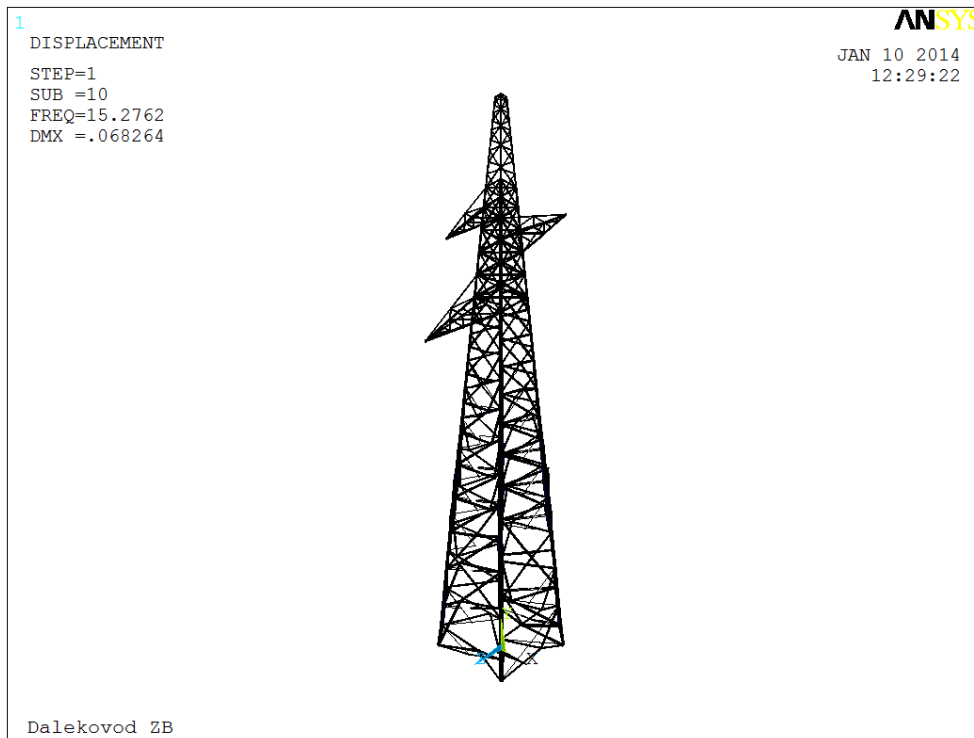 1
ANSYS
DISPLACEMENT
JAN 10 2014
STEP=1
12:29:22
SUB =10
FREQ=15.2762
DMX =.068264
Y
Z
X
Dalekovod ZB